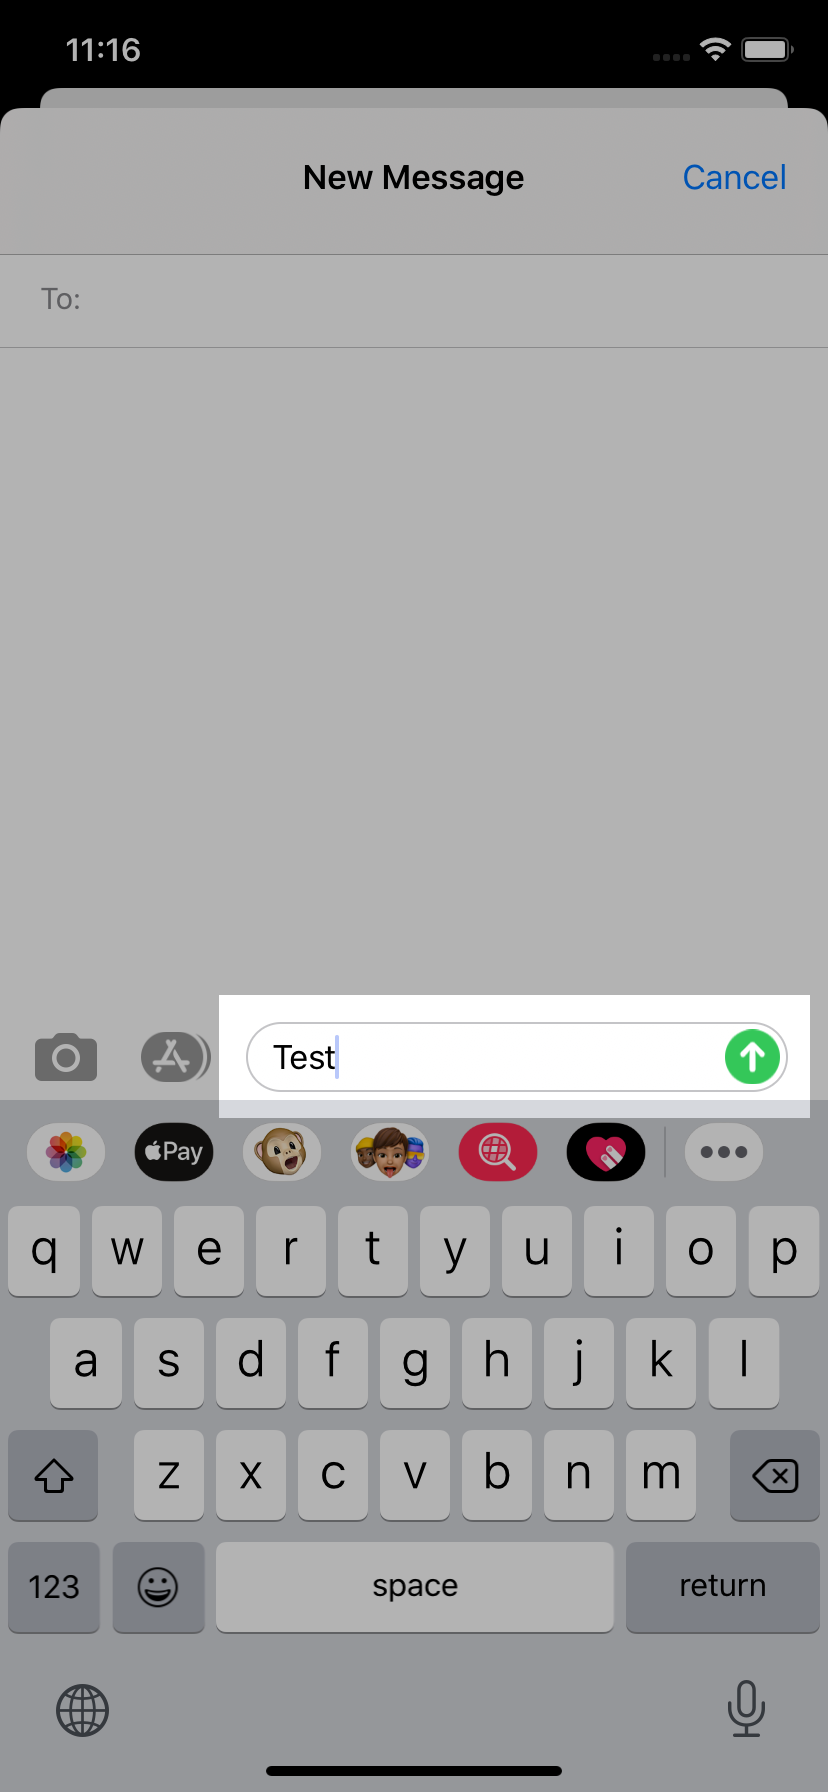 11:16
New Message
Cancel
To:
Test
Pay
q w e r t y u i o p
a s d f g h j k l
z x c v b n m
123 space return